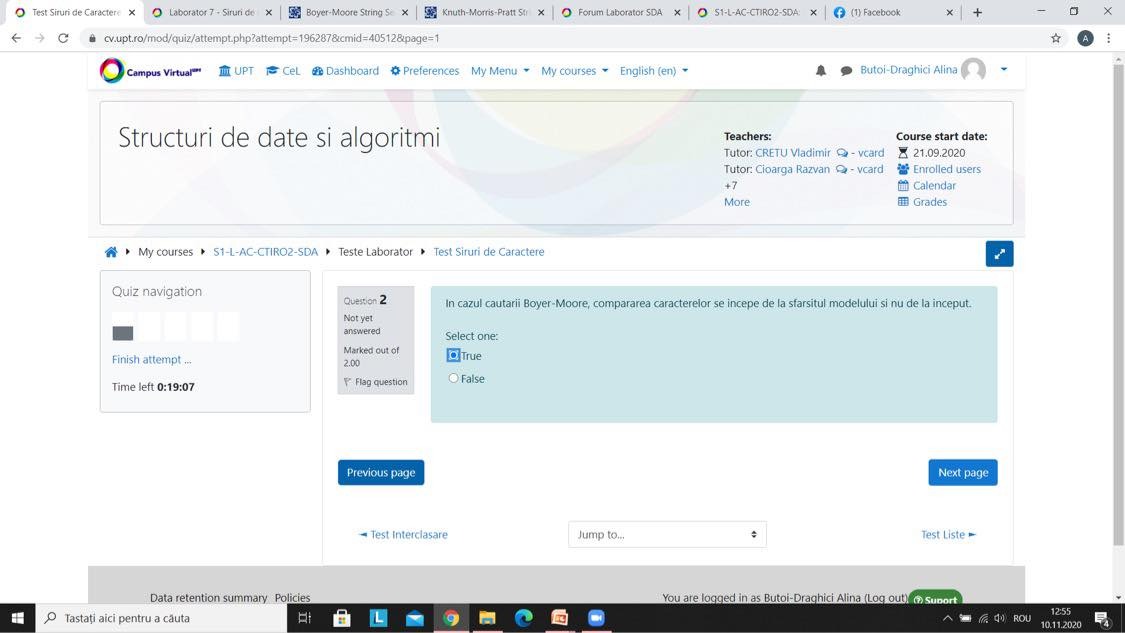 Test Siruri de Caractere
Laborator 7 - Siruri de
Boyer-Moore String Se
Knuth-Morris-Pratt Stri
Forum Laborator SDA
S1-L-AC-CTIRO2-SDA:
(1) Facebook
cv.upt.ro/mod/quiz/attempt.php?attempt=196287&cmid=40512&page=1
A
Campus Virtual UPT
UPT
CeL
Dashboard
Preferences
My Menu
My courses
English (en)
Butoi-Draghici Alina
Structuri de date si algoritmi
Teachers:
Tutor: CRETU Vladimir - vcard
Tutor: Cioarga Razvan - vcard
+7
More
Course start date:
21.09.2020
Enrolled users
Calendar
Grades
My courses
S1-L-AC-CTIRO2-SDA
Teste Laborator
Test Siruri de Caractere
Quiz navigation
Finish attempt ...
Time left 0:19:07
Question 2
Not yet
answered
Marked out of
2.00
Flag question
In cazul cautarii Boyer-Moore, compararea caracterelor se incepe de la sfarsitul modelului si nu de la inceput.
Select one:
True
False
Previous page
Next page
◄ Test Interclasare
Jump to...
Test Liste ►
Data retention summary Policies
You are logged in as Butoi-Draghici Alina (Log out)
Suport
Tastați aici pentru a căuta
L
ROU
12:55
10.11.2020
4